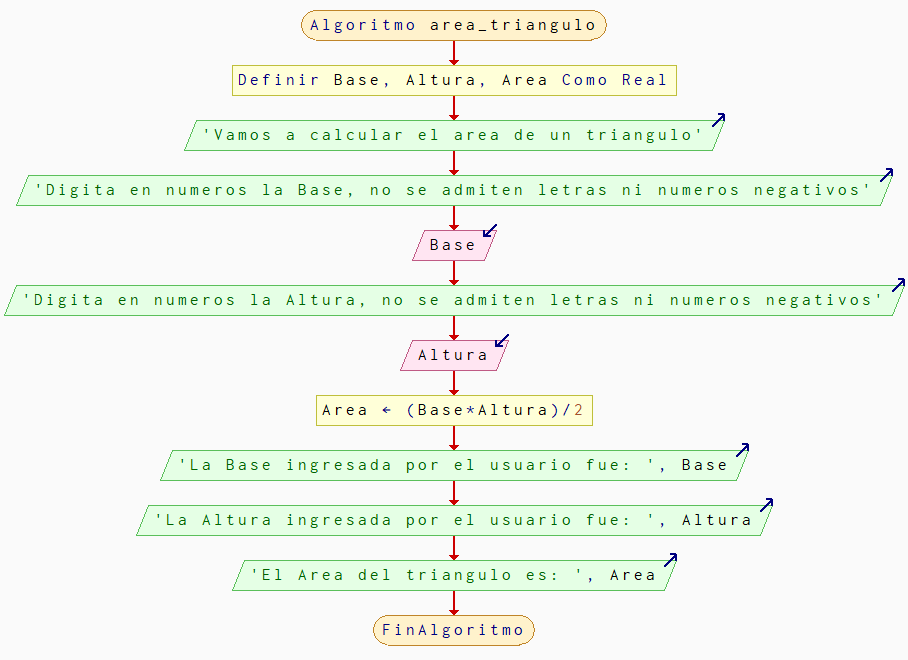 Algoritmo area_triangulo
Definir Base, Altura, Area Como Real
'Vamos a calcular el area de un triangulo'
'Digita en numeros la Base, no se admiten letras ni numeros negativos'
Base
'Digita en numeros la Altura, no se admiten letras ni numeros negativos'
Altura
Area ← (Base*Altura)/2
'La Base ingresada por el usuario fue: ', Base
'La Altura ingresada por el usuario fue: ', Altura
'El Area del triangulo es: ', Area
FinAlgoritmo